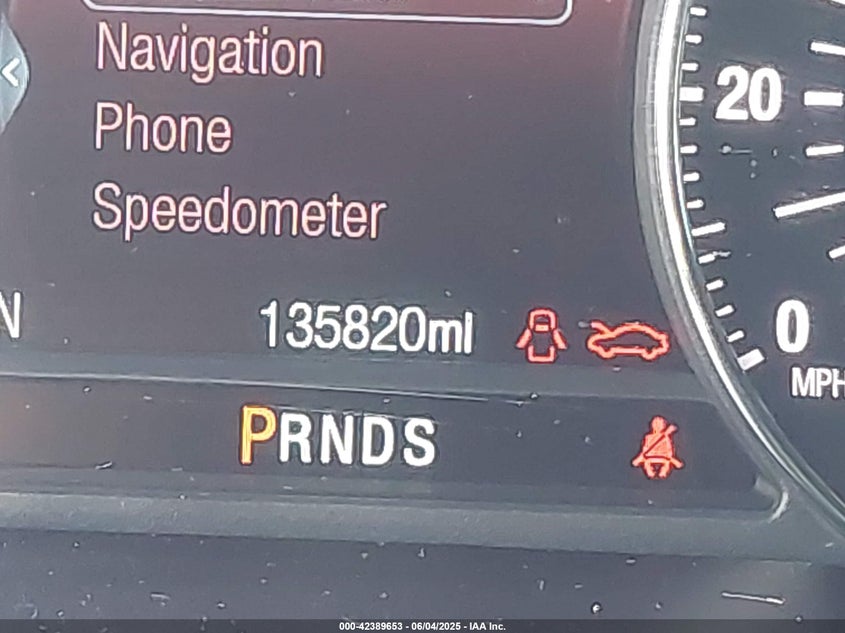 Navigation
Phone
Speedometer
20
0
MPH
N
135820mi
PRNDS
000-42389653 - 06/04/2025 - IAA Inc.